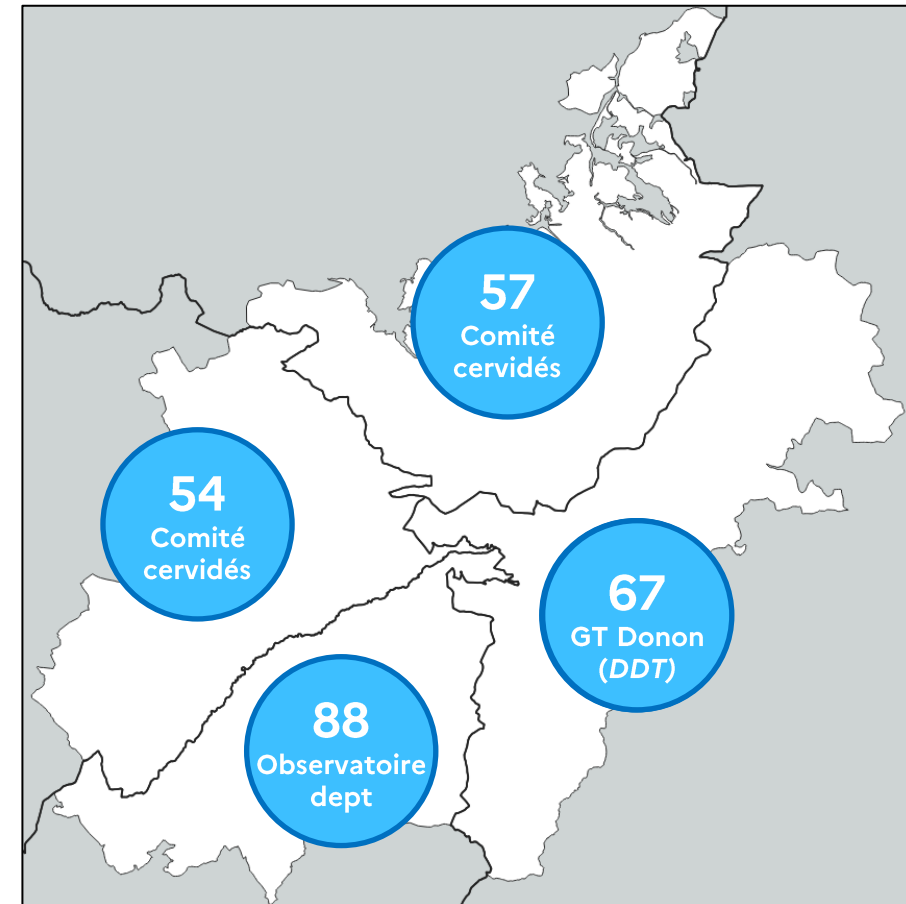 57
Comité
cervidés
54
Comité
cervidés
67
GT Donon
(DDT)
88
Observatoire
dept